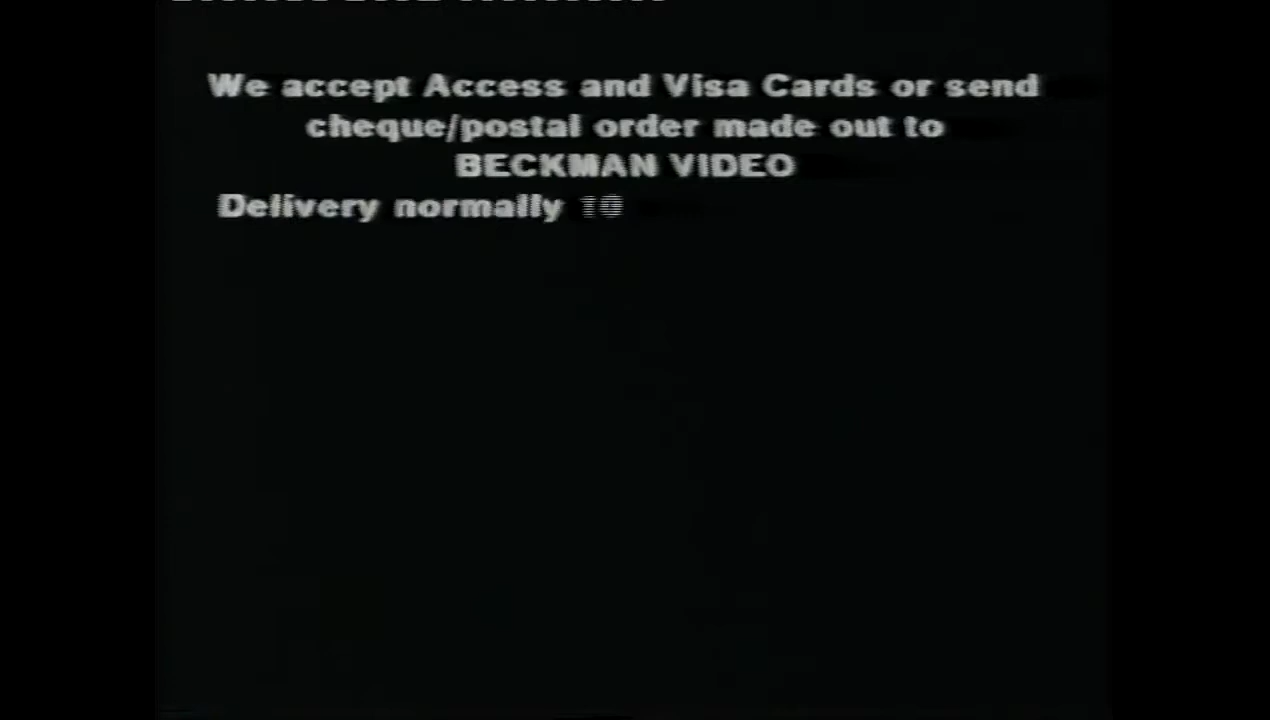 We accept Access and Visa Cards or send
cheque/postal order made out to
BECKMAN VIDEO
Delivery normally 10